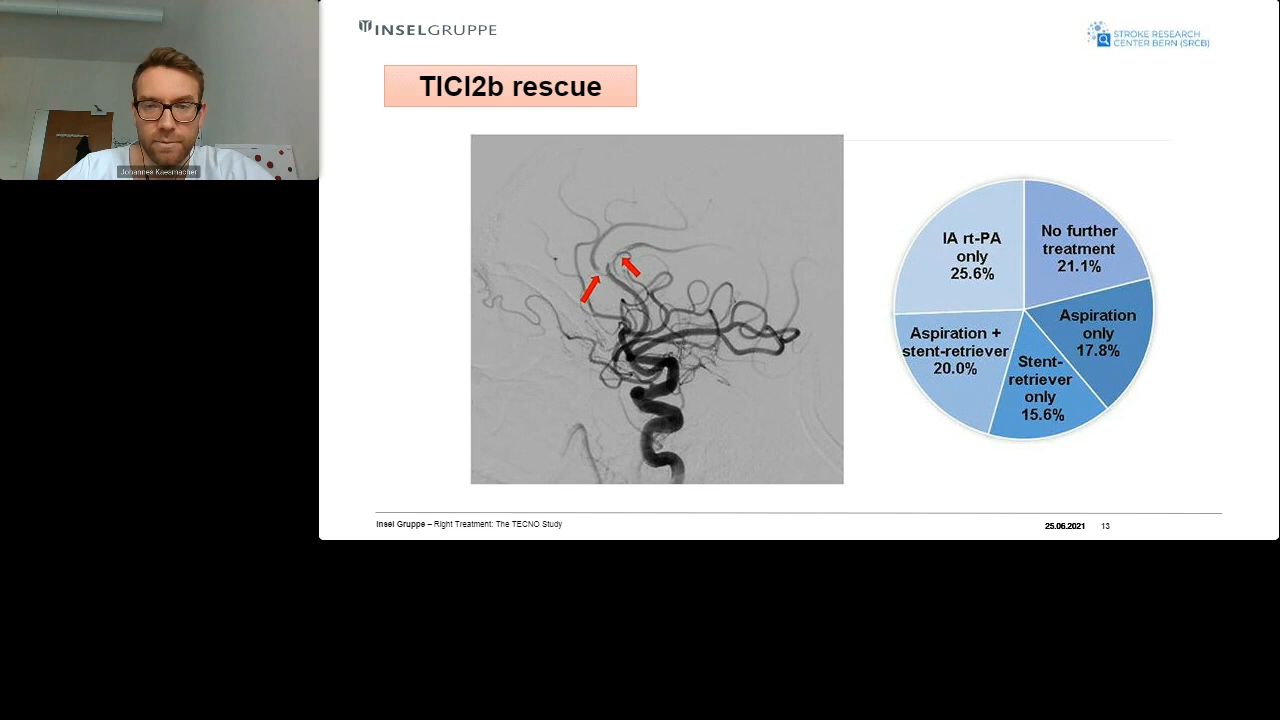 INSELGRUPPE
STROKE RESEARCH
CENTER BERN (SRCB)
TICI2b rescue
Johannes Kaesmacher
IA rt-PA
only
25.6%
No further
treatment
21.1%
Aspiration
only
17.8%
Stent-
retriever
only
15.6%
Aspiration +
stent-retriever
20.0%
Insel Gruppe – Right Treatment: The TECNO Study
25.06.2021
13